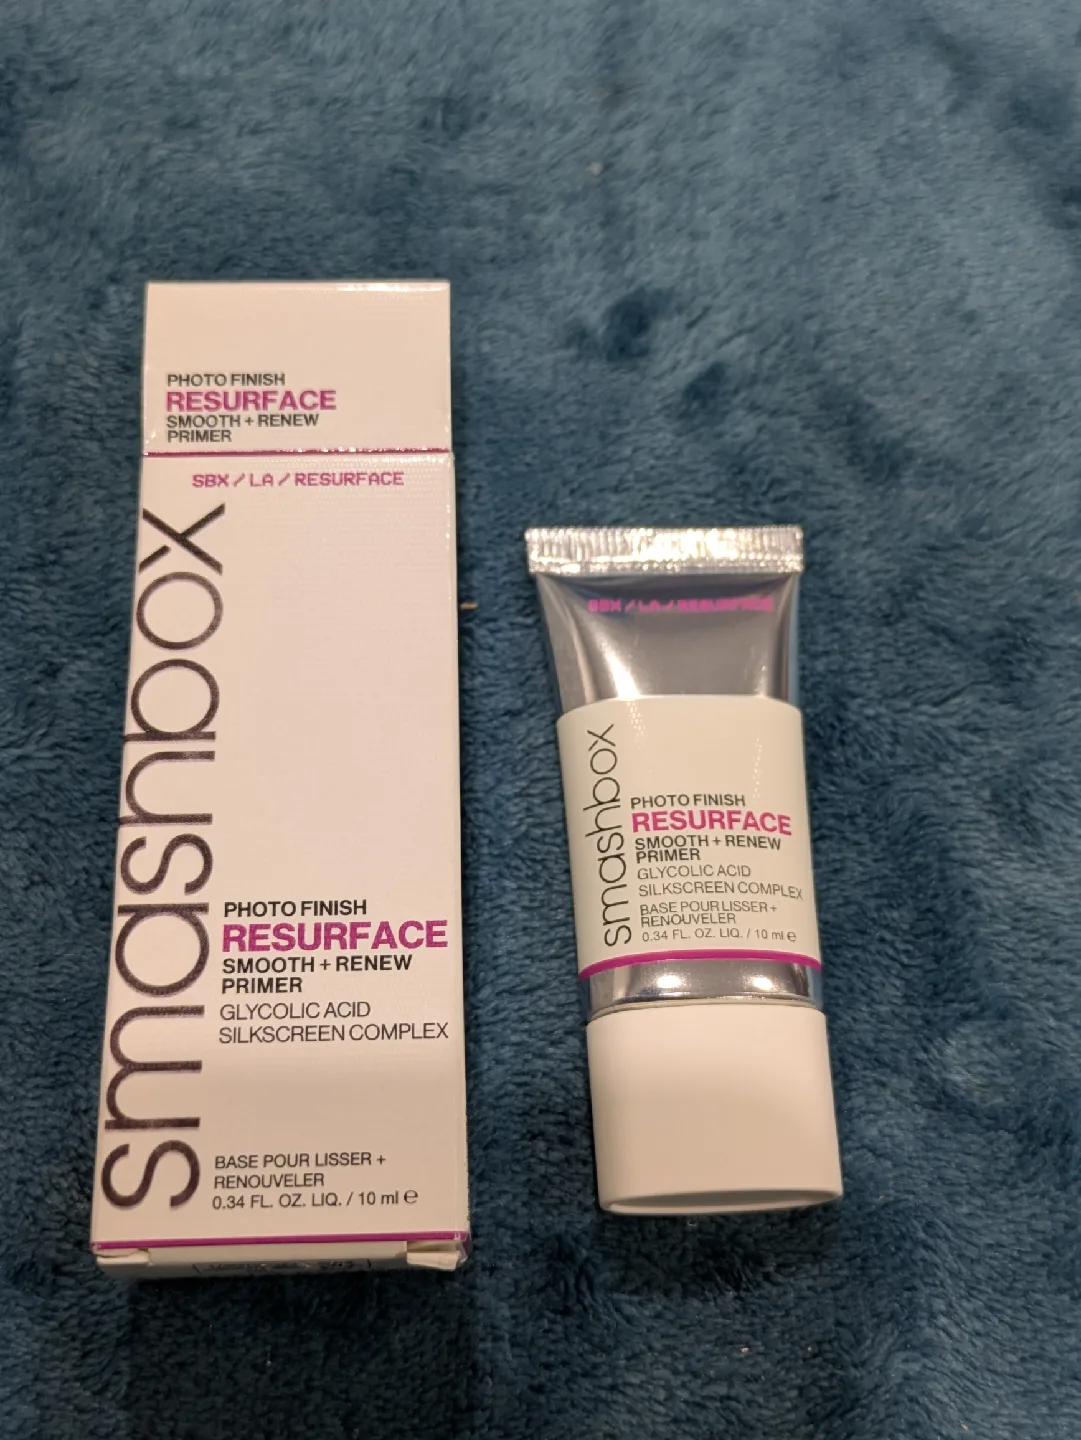 PHOTO FINISH
RESURFACE
SMOOTH + RENEW
PRIMER
SBX / LA / RESURFACE
smashbox
PHOTO FINISH
RESURFACE
SMOOTH + RENEW
PRIMER
GLYCOLIC ACID
SILKSCREEN COMPLEX
BASE POUR LISSER +
RENOUVELER
0.34 FL. OZ. LIQ. / 10 ml ℮
SBX / LA / RESURFACE
smashbox
PHOTO FINISH
RESURFACE
SMOOTH + RENEW
PRIMER
GLYCOLIC ACID
SILKSCREEN COMPLEX
BASE POUR LISSER +
RENOUVELER
0.34 FL. OZ. LIQ. / 10 ml ℮